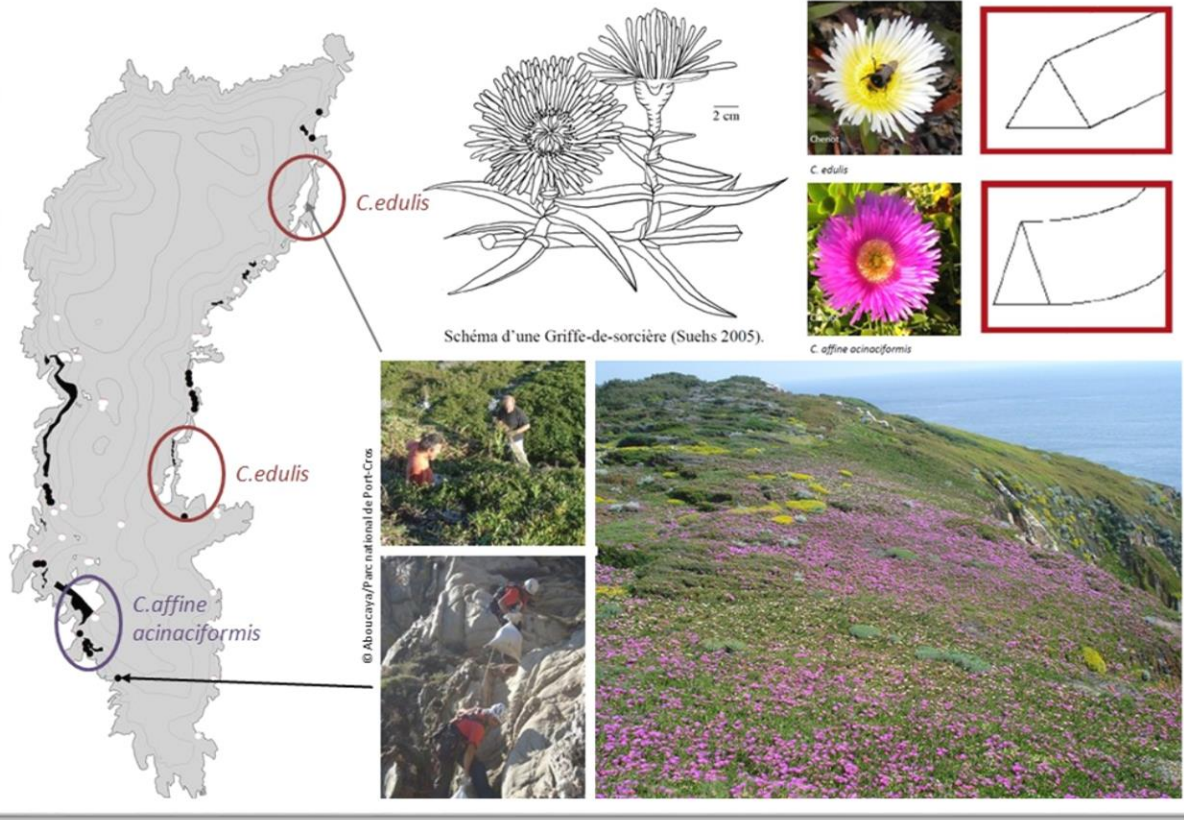 C.edulis
C.edulis
C.affine
acinaciformis
2 cm
Schéma d'une Griffe-de-sorcière (Suehs 2005).
Chenot
C. edulis
C. affine acinaciformis
© Aboucaya/Parc national de Port-Cros